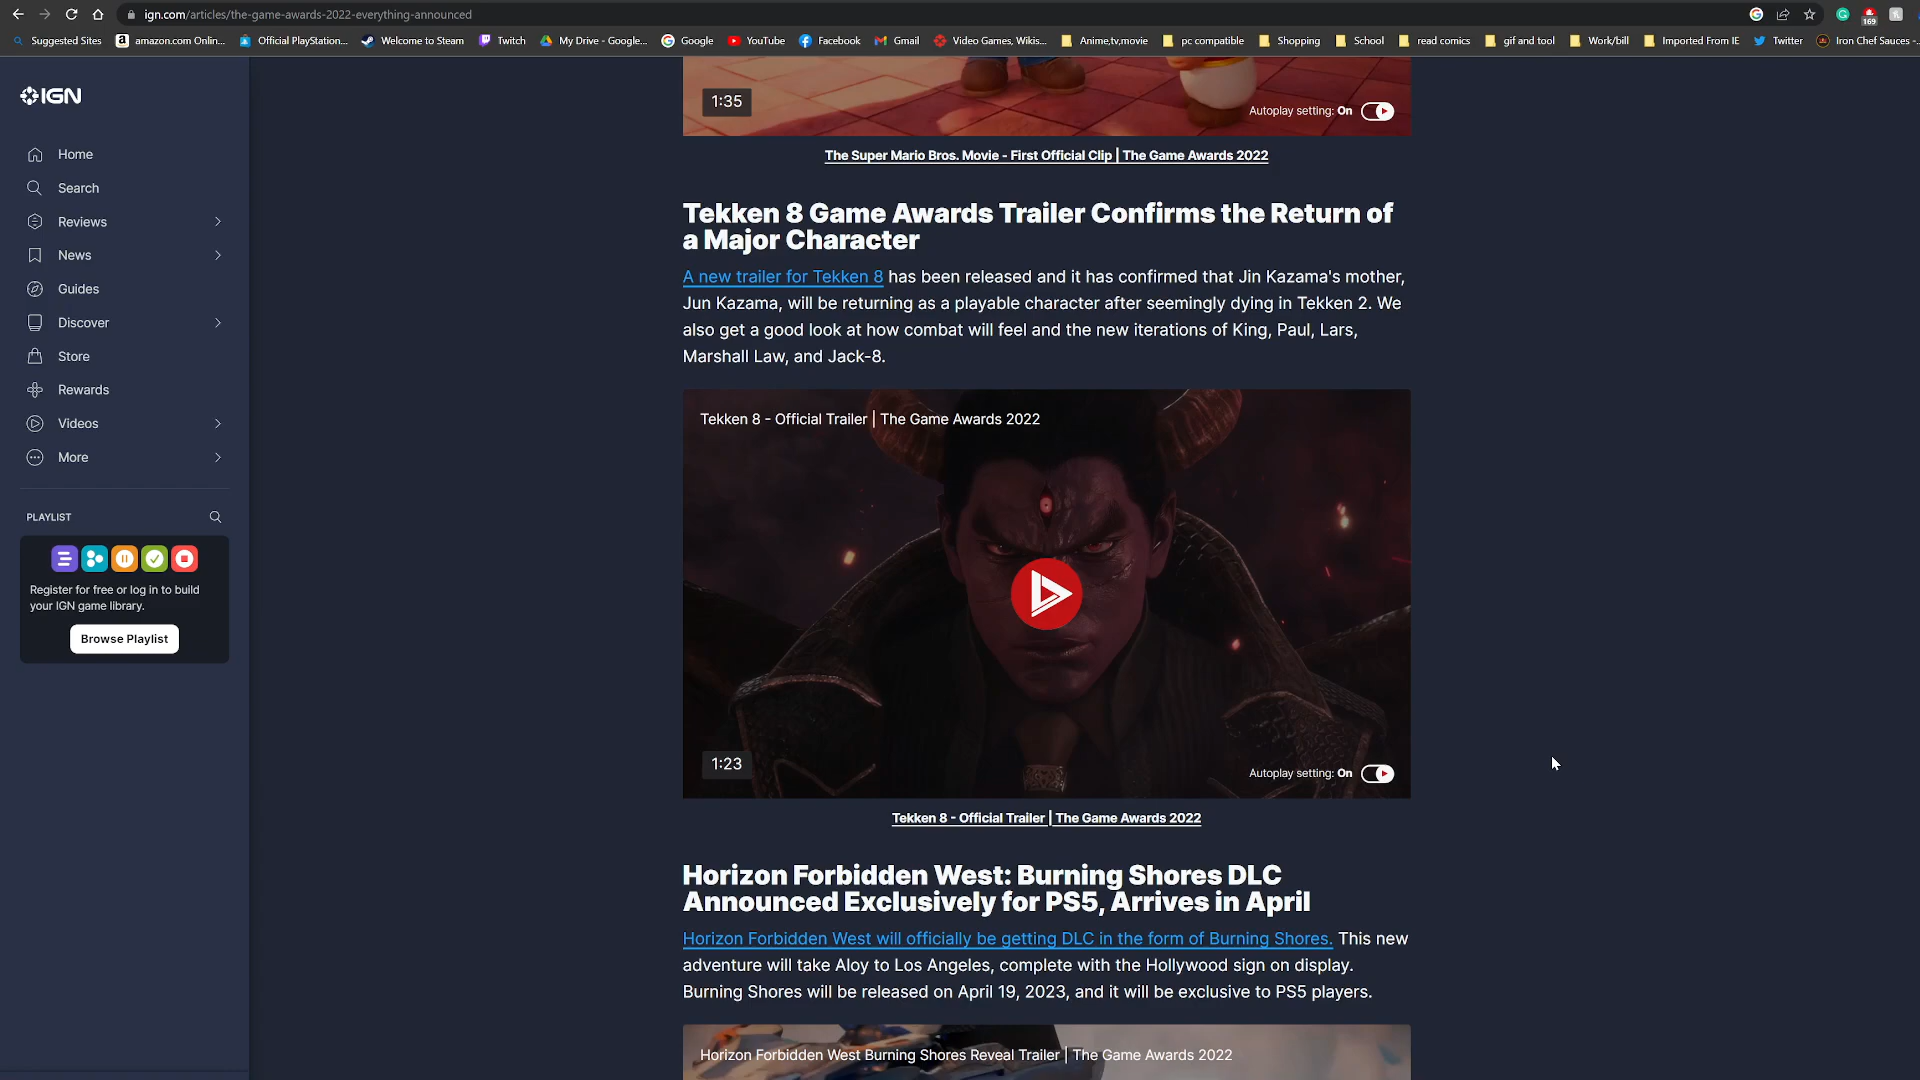 ign.com/articles/the-game-awards-2022-everything-announced
169
Suggested Sites
amazon.com Onlin...
Official PlayStation...
Welcome to Steam
Twitch
My Drive - Google...
Google
YouTube
Facebook
Gmail
Video Games, Wikis...
Anime,tv,movie
pc compatible
Shopping
School
read comics
gif and tool
Work/bill
Imported From IE
Twitter
Iron Chef Sauces -...
IGN
Home
Search
Reviews
News
Guides
Discover
Store
Rewards
Videos
More
PLAYLIST
Register for free or log in to build
your IGN game library.
Browse Playlist
1:35
Autoplay setting: On
The Super Mario Bros. Movie - First Official Clip | The Game Awards 2022
Tekken 8 Game Awards Trailer Confirms the Return of
a Major Character
A new trailer for Tekken 8 has been released and it has confirmed that Jin Kazama's mother,
Jun Kazama, will be returning as a playable character after seemingly dying in Tekken 2. We
also get a good look at how combat will feel and the new iterations of King, Paul, Lars,
Marshall Law, and Jack-8.
Tekken 8 - Official Trailer | The Game Awards 2022
1:23
Autoplay setting: On
Tekken 8 - Official Trailer | The Game Awards 2022
Horizon Forbidden West: Burning Shores DLC
Announced Exclusively for PS5, Arrives in April
Horizon Forbidden West will officially be getting DLC in the form of Burning Shores. This new
adventure will take Aloy to Los Angeles, complete with the Hollywood sign on display.
Burning Shores will be released on April 19, 2023, and it will be exclusive to PS5 players.
Horizon Forbidden West Burning Shores Reveal Trailer | The Game Awards 2022